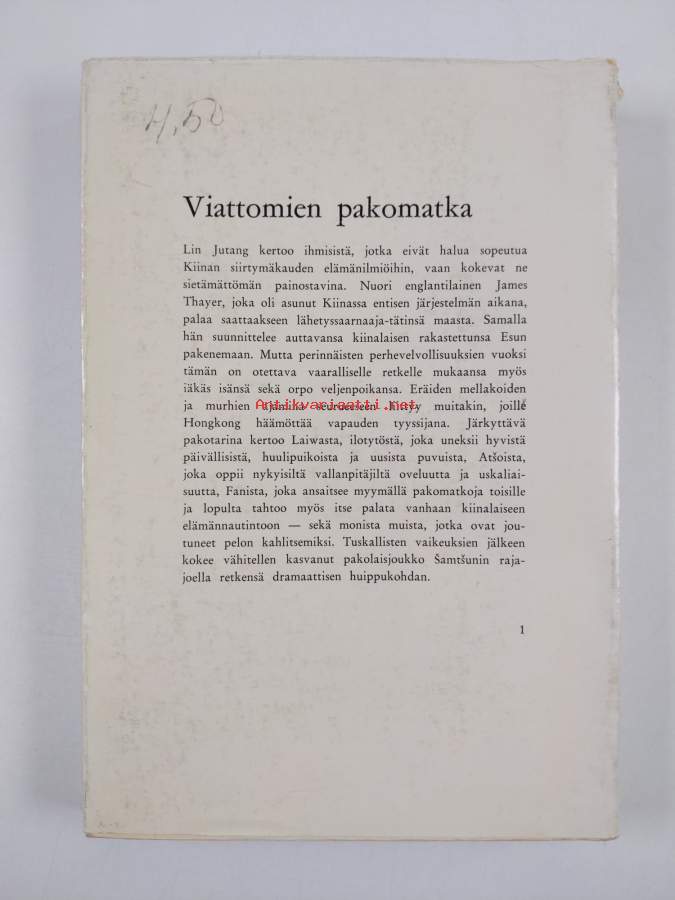 4,50
Viattomien pakomatka
Lin Jutang kertoo ihmisistä, jotka eivät halua sopeutua
Kiinan siirtymäkauden elämänilmiöihin, vaan kokevat ne
sietämättömän painostavina. Nuori englantilainen James
Thayer, joka oli asunut Kiinassa entisen järjestelmän aikana,
palaa saattaakseen lähetyssaarnaaja-tätinsä maasta. Samalla
hän suunnittelee auttavansa kiinalaisen rakastettunsa Esun
pakenemaan. Mutta perinnäisten perhevelvollisuuksien vuoksi
tämän on otettava vaaralliselle retkelle mukaansa myös
iäkäs isänsä sekä orpo veljenpoikansa. Eräiden mellakoiden
ja murhien ajamina seurueeseen liittyy muitakin, joille
Antikvariaatti.net
Hongkong häämöttää vapauden tyyssijana. Järkyttävä
pakotarina kertoo Laiwasta, ilotytöstä, joka uneksii hyvistä
päivällisistä, huulipuikoista ja uusista puvuista, Atšoista,
joka oppii nykyisiltä vallanpitäjiltä oveluutta ja uskaliai-
suutta, Fanista, joka ansaitsee myymällä pakomatkoja toisille
ja lopulta tahtoo myös itse palata vanhaan kiinalaiseen
elämännautintoon — sekä monista muista, jotka ovat jou-
tuneet pelon kahlitsemiksi. Tuskallisten vaikeuksien jälkeen
kokee vähitellen kasvanut pakolaisjoukko Šamtšunin raja-
joella retkensä dramaattisen huippukohdan.
1